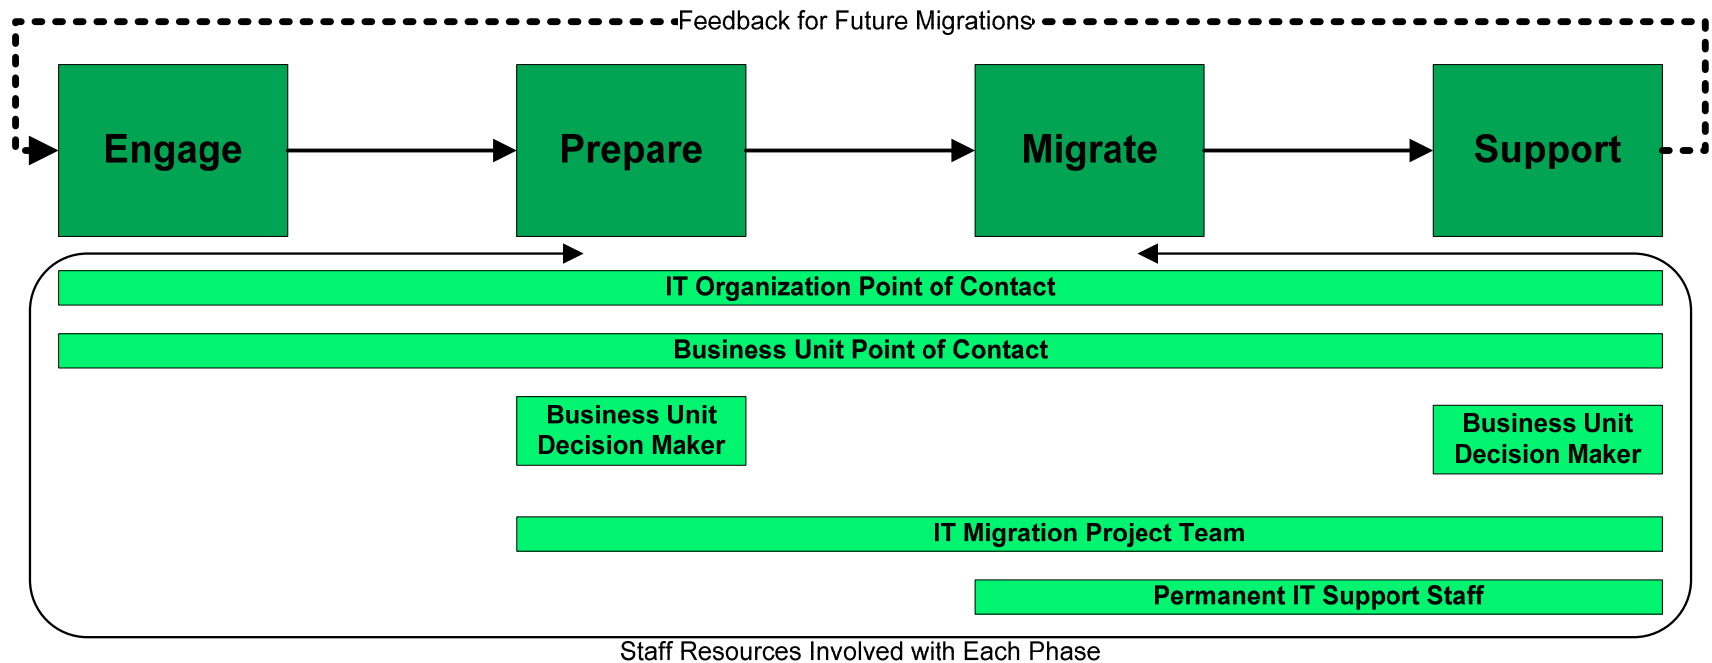 Feedback for Future Migrations
Engage
Prepare
Migrate
Support
IT Organization Point of Contact
Business Unit Point of Contact
Business Unit
Decision Maker
Business Unit
Decision Maker
IT Migration Project Team
Permanent IT Support Staff
Staff Resources Involved with Each Phase